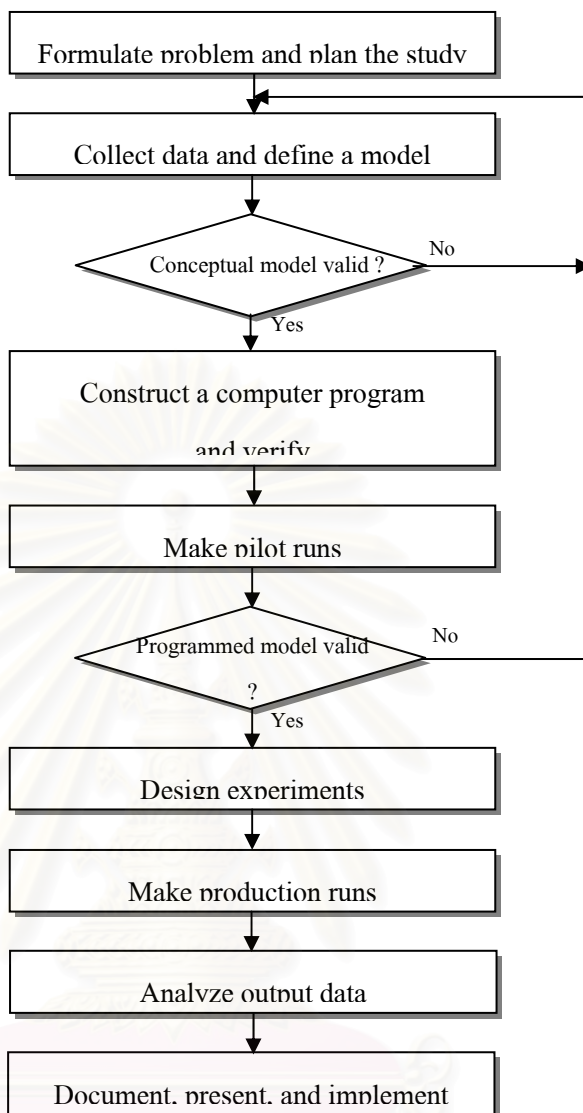 Formulate problem and plan the study
Collect data and define a model
Conceptual model valid ?
No
Yes
Construct a computer program
and verify
Make pilot runs
Programmed model valid
?
No
Yes
Design experiments
Make production runs
Analyze output data
Document, present, and implement